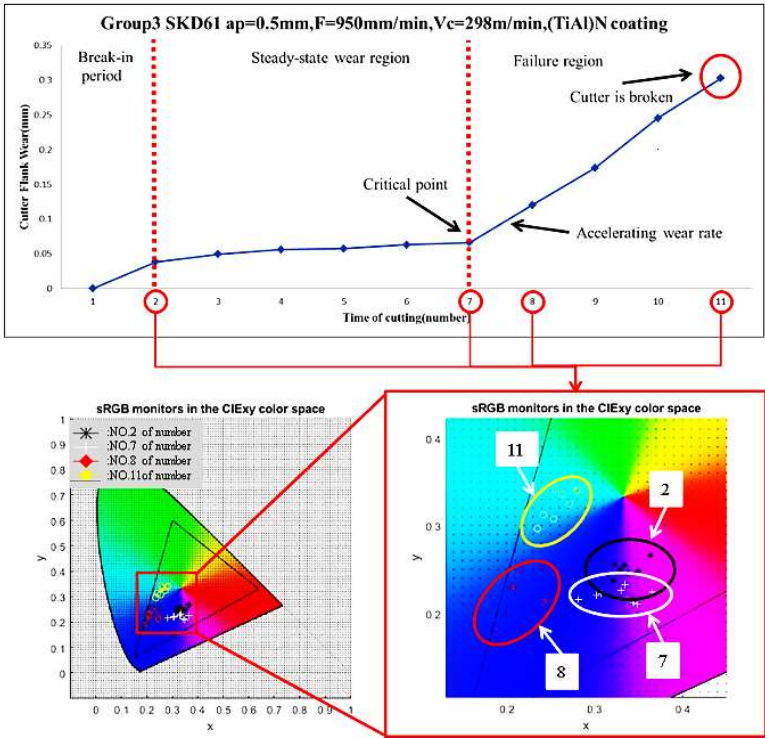 Group3 SKD61 ap=0.5mm,F=950mm/min,Vc=298m/min,(TiAl)N coating
Cutter Flank Wear(mm)
0.35
0.3
0.25
0.2
0.15
0.1
0.05
0
Break-in
period
Steady-state wear region
Failure region
Cutter is broken
Critical point
Accelerating wear rate
1 2 3 4 5 6 7 8 9 10 11
Time of cutting(number)
sRGB monitors in the CIExy color space
:NO.2 of number
:NO.7 of number
:NO.8 of number
:NO.11of number
y
1
0.9
0.8
0.7
0.6
0.5
0.4
0.3
0.2
0.1
0
0 0.1 0.2 0.3 0.4 0.5 0.6 0.7 0.8 0.9 1
x
sRGB monitors in the CIExy color space
y
0.4
0.3
0.2
11
2
8
7
0.2 0.3 0.4
x